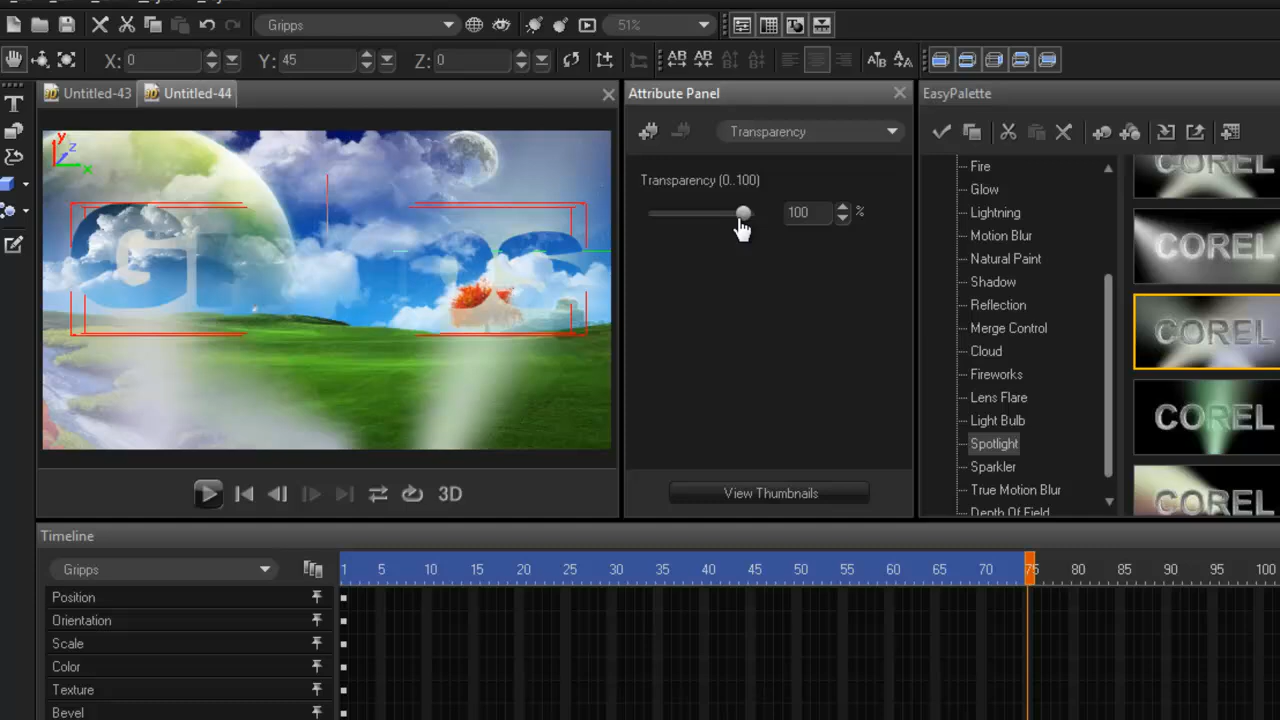 Gripps
51%
X: 0
Y: 45
Z: 0
Untitled-43
Untitled-44
Attribute Panel
EasyPalette
Transparency
Transparency (0..100)
100 %
View Thumbnails
Fire
Glow
Lightning
Motion Blur
Natural Paint
Shadow
Reflection
Merge Control
Cloud
Fireworks
Lens Flare
Light Bulb
Spotlight
Sparkler
True Motion Blur
Depth Of Field
COREL
COREL
COREL
COREL
y
z
x
3D
Timeline
Gripps
1 5 10 15 20 25 30 35 40 45 50 55 60 65 70 75 80 85 90 95 100
Position
Orientation
Scale
Color
Texture
Bevel